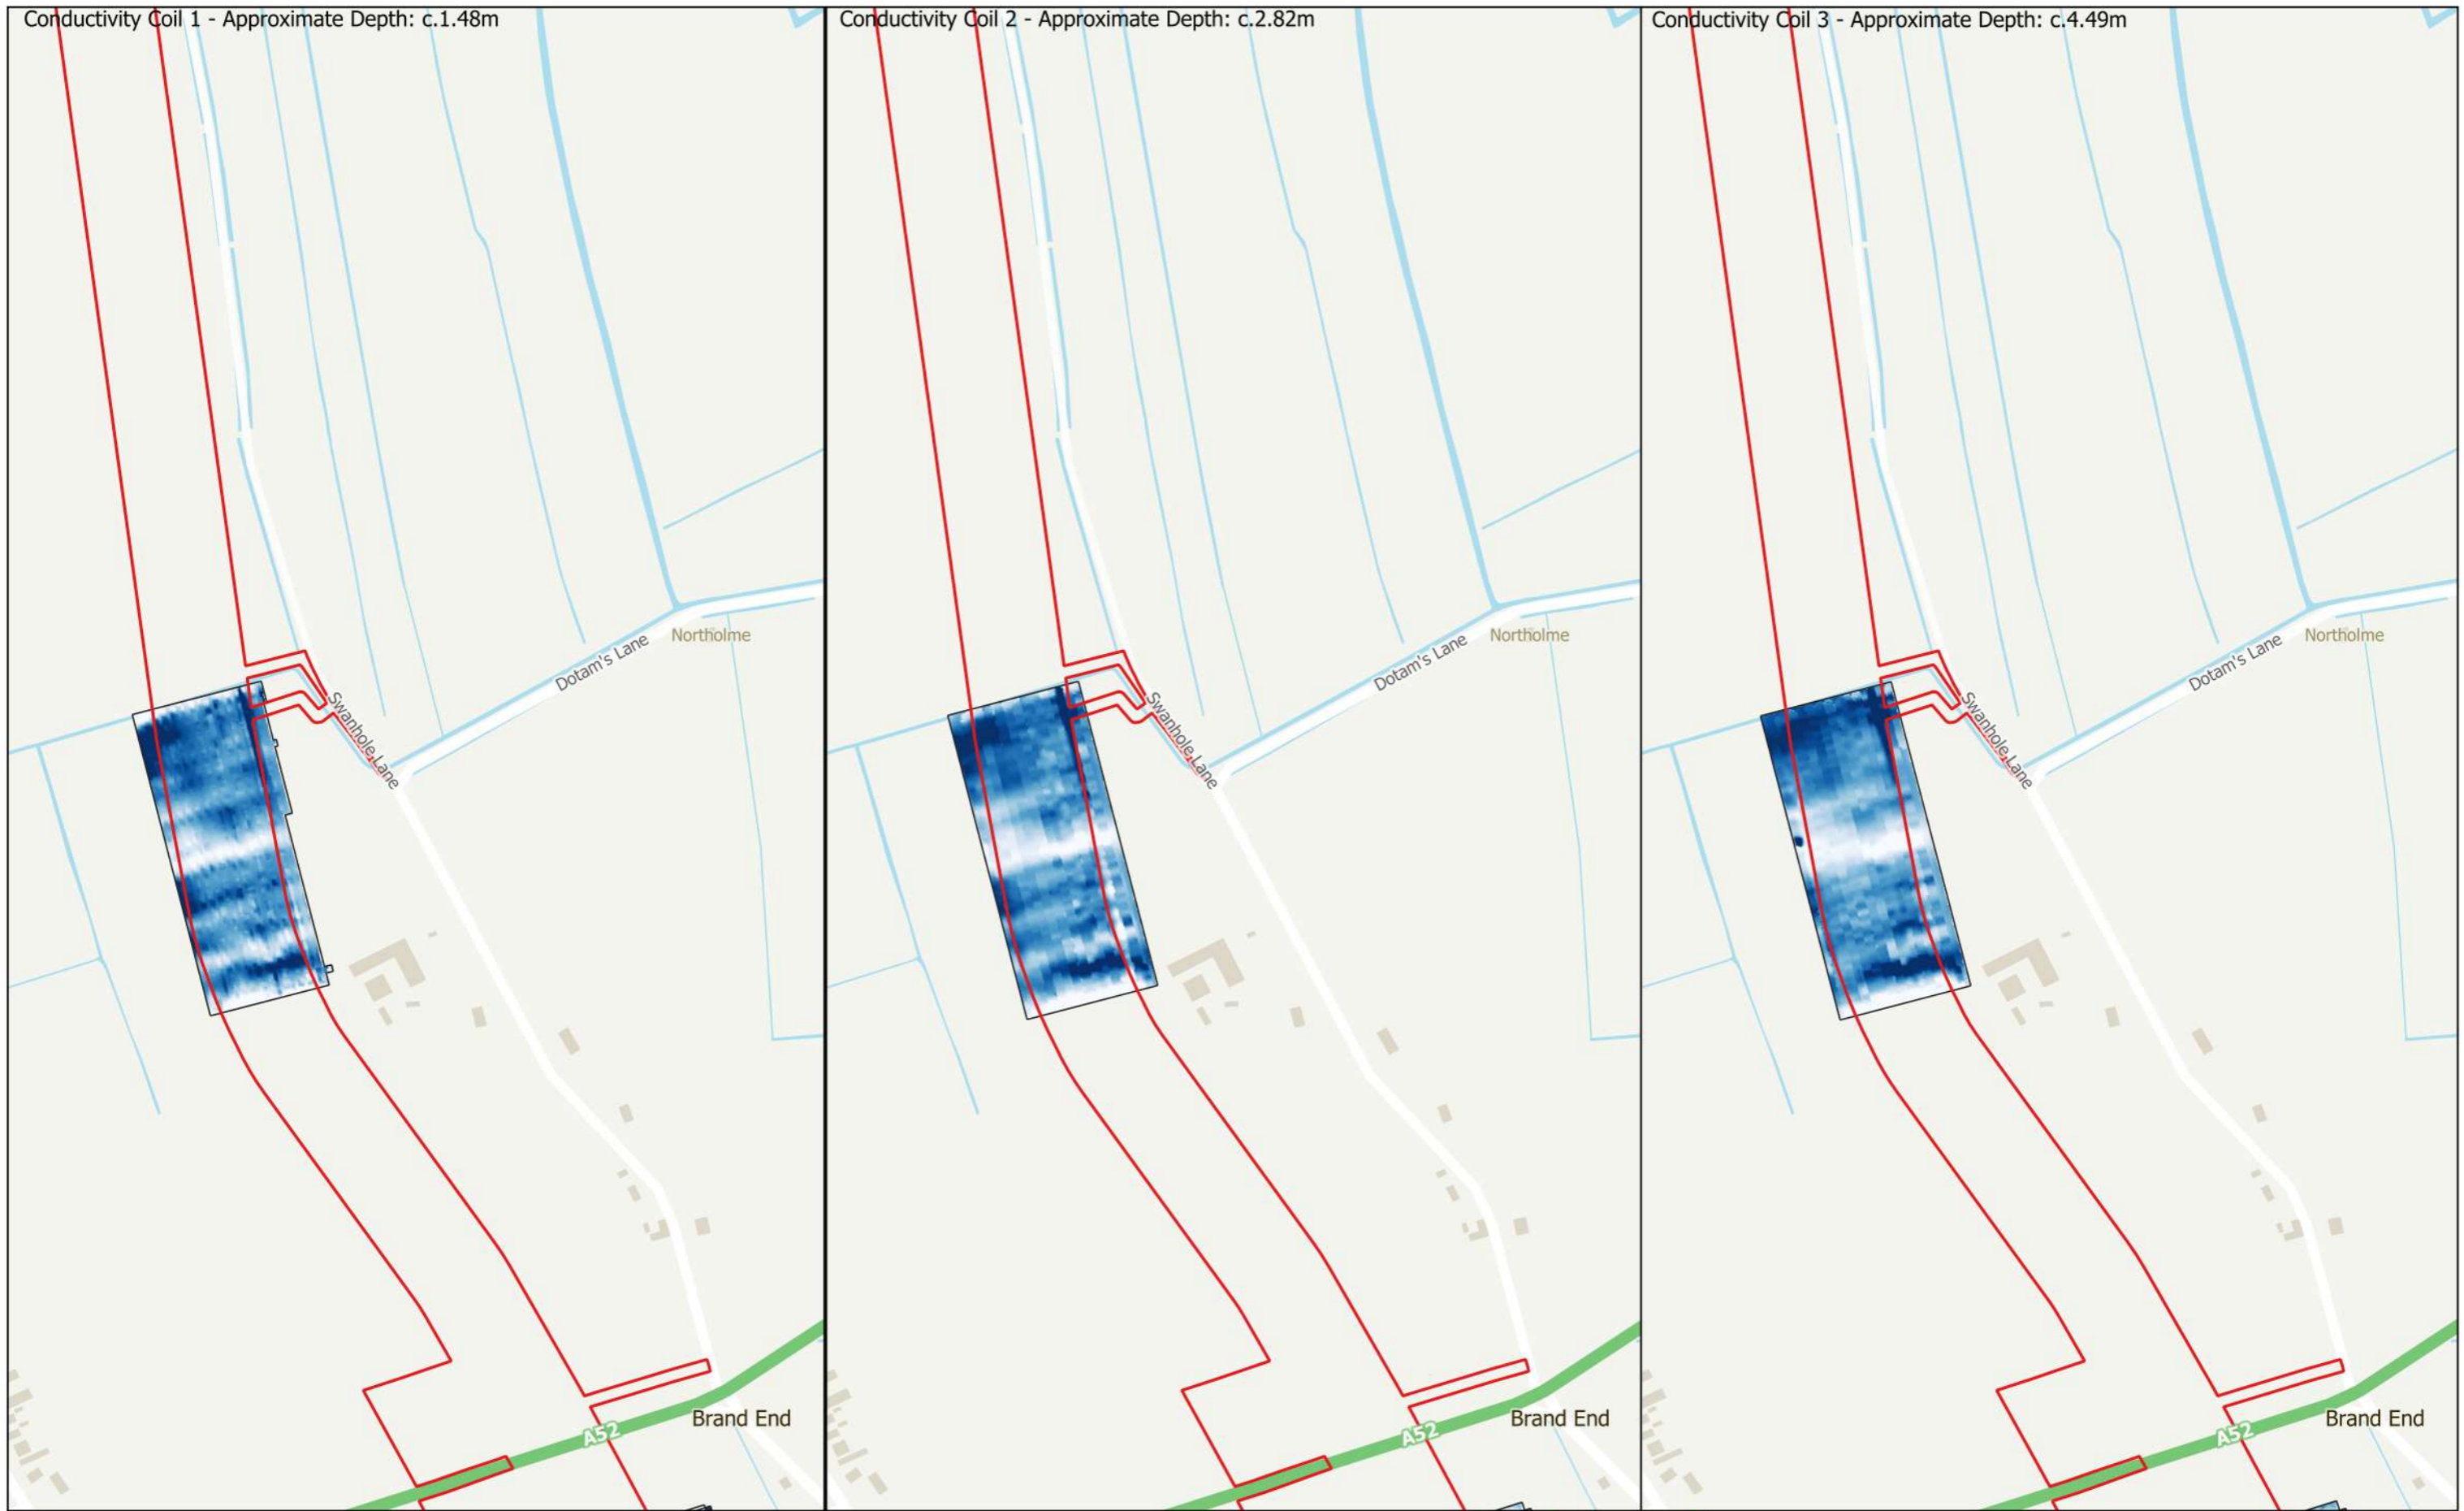 Conductivity Coil 1 - Approximate Depth: c.1.48m
Northolme
Dotam's Lane
Swanhole Lane
A52
Brand End
Conductivity Coil 2 - Approximate Depth: c.2.82m
Northolme
Dotam's Lane
Swanhole Lane
A52
Brand End
Conductivity Coil 3 - Approximate Depth: c.4.49m
Northolme
Dotam's Lane
Swanhole Lane
A52
Brand End